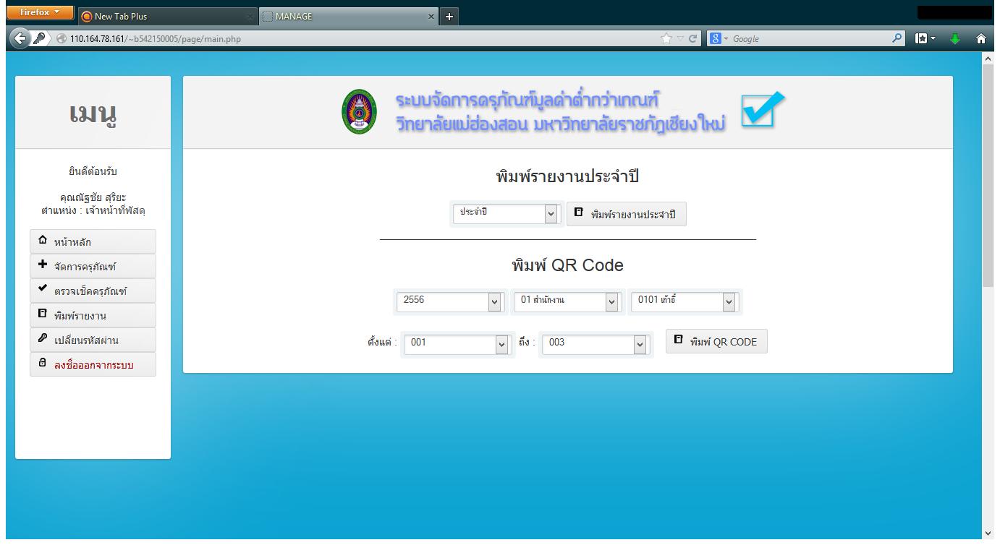 Firefox
New Tab Plus
MANAGE
110.164.78.161/~b542150005/page/main.php
8 Google
เมนู
ยินดีต้อนรับ
คุณณัฐชัย สุริยะ
ตำแหน่ง : เจ้าหน้าที่พัสดุ
หน้าหลัก
จัดการครุภัณฑ์
ตรวจเช็คครุภัณฑ์
พิมพ์รายงาน
เปลี่ยนรหัสผ่าน
ลงชื่อออกจากระบบ
ระบบจัดการครุภัณฑ์มูลค่าต่ำกว่าเกณฑ์
วิทยาลัยแม่ฮ่องสอน มหาวิทยาลัยราชภัฏเชียงใหม่
พิมพ์รายงานประจำปี
ประจำปี พิมพ์รายงานประจำปี
พิมพ์ QR Code
2556 01 สำนักงาน 0101 เก้าอี้
ตั้งแต่ : 001 ถึง : 003 พิมพ์ QR CODE